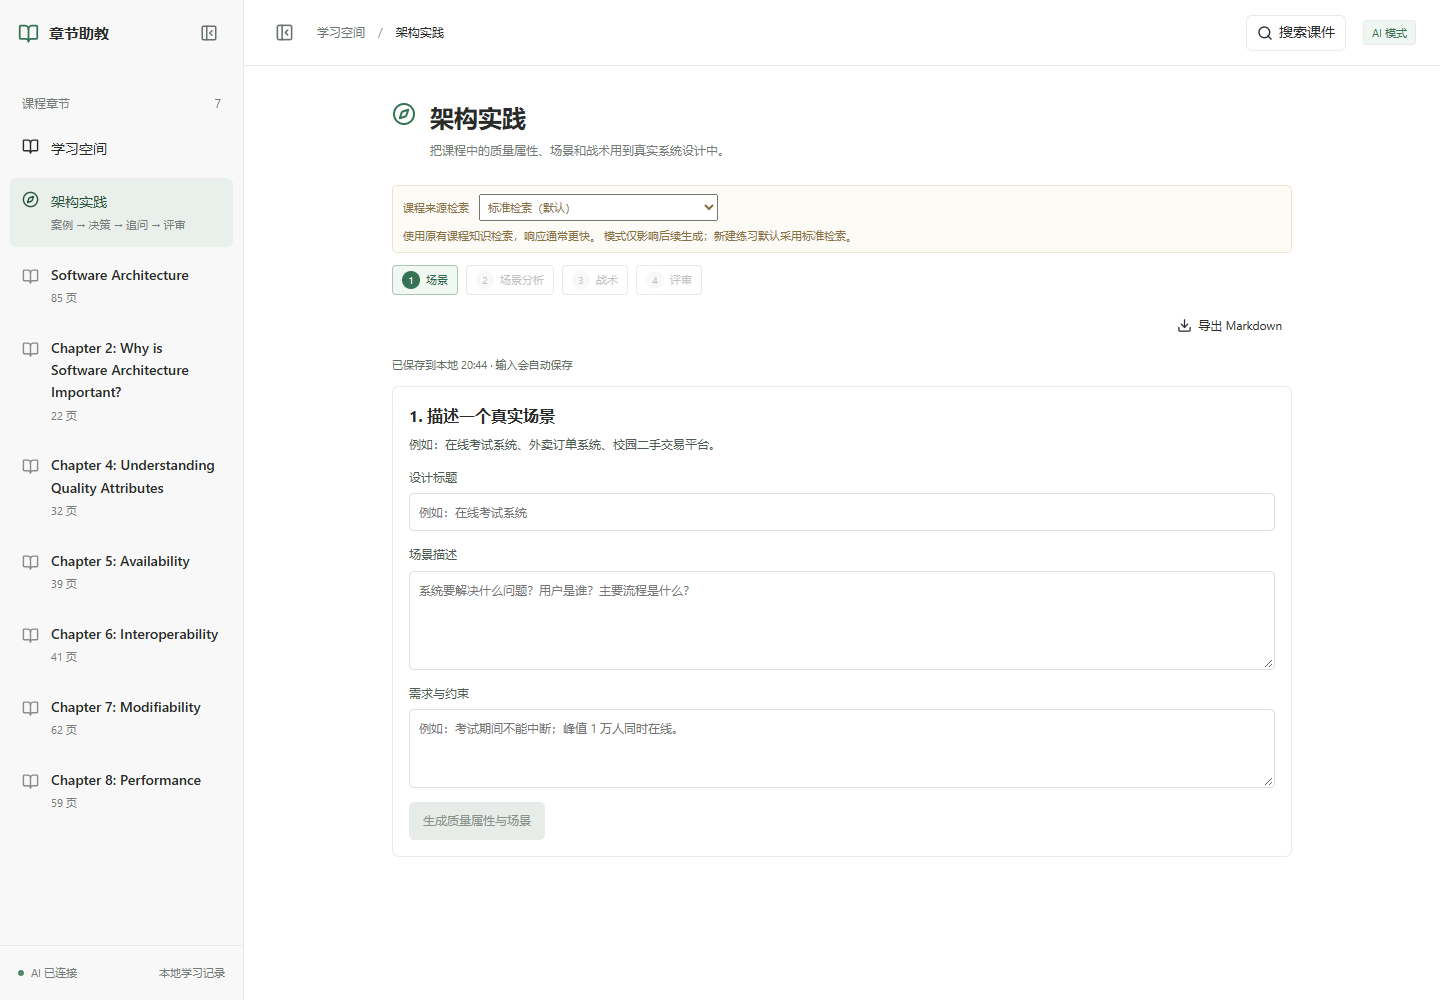 章节助教
课程章节 7
学习空间
架构实践
案例 → 决策 → 追问 → 评审
Software Architecture
85 页
Chapter 2: Why is
Software Architecture
Important?
22 页
Chapter 4: Understanding
Quality Attributes
32 页
Chapter 5: Availability
39 页
Chapter 6: Interoperability
41 页
Chapter 7: Modifiability
62 页
Chapter 8: Performance
59 页
AI 已连接 本地学习记录
学习空间 / 架构实践
搜索课件
AI 模式
架构实践
把课程中的质量属性、场景和战术用到真实系统设计中。
课程来源检索 标准检索（默认）
使用原有课程知识检索，响应通常更快。 模式仅影响后续生成；新建练习默认采用标准检索。
1 场景 2 场景分析 3 战术 4 评审
导出 Markdown
已保存到本地 20:44 · 输入会自动保存
1. 描述一个真实场景
例如：在线考试系统、外卖订单系统、校园二手交易平台。
设计标题
例如：在线考试系统
场景描述
系统要解决什么问题？用户是谁？主要流程是什么？
需求与约束
例如：考试期间不能中断；峰值 1 万人同时在线。
生成质量属性与场景